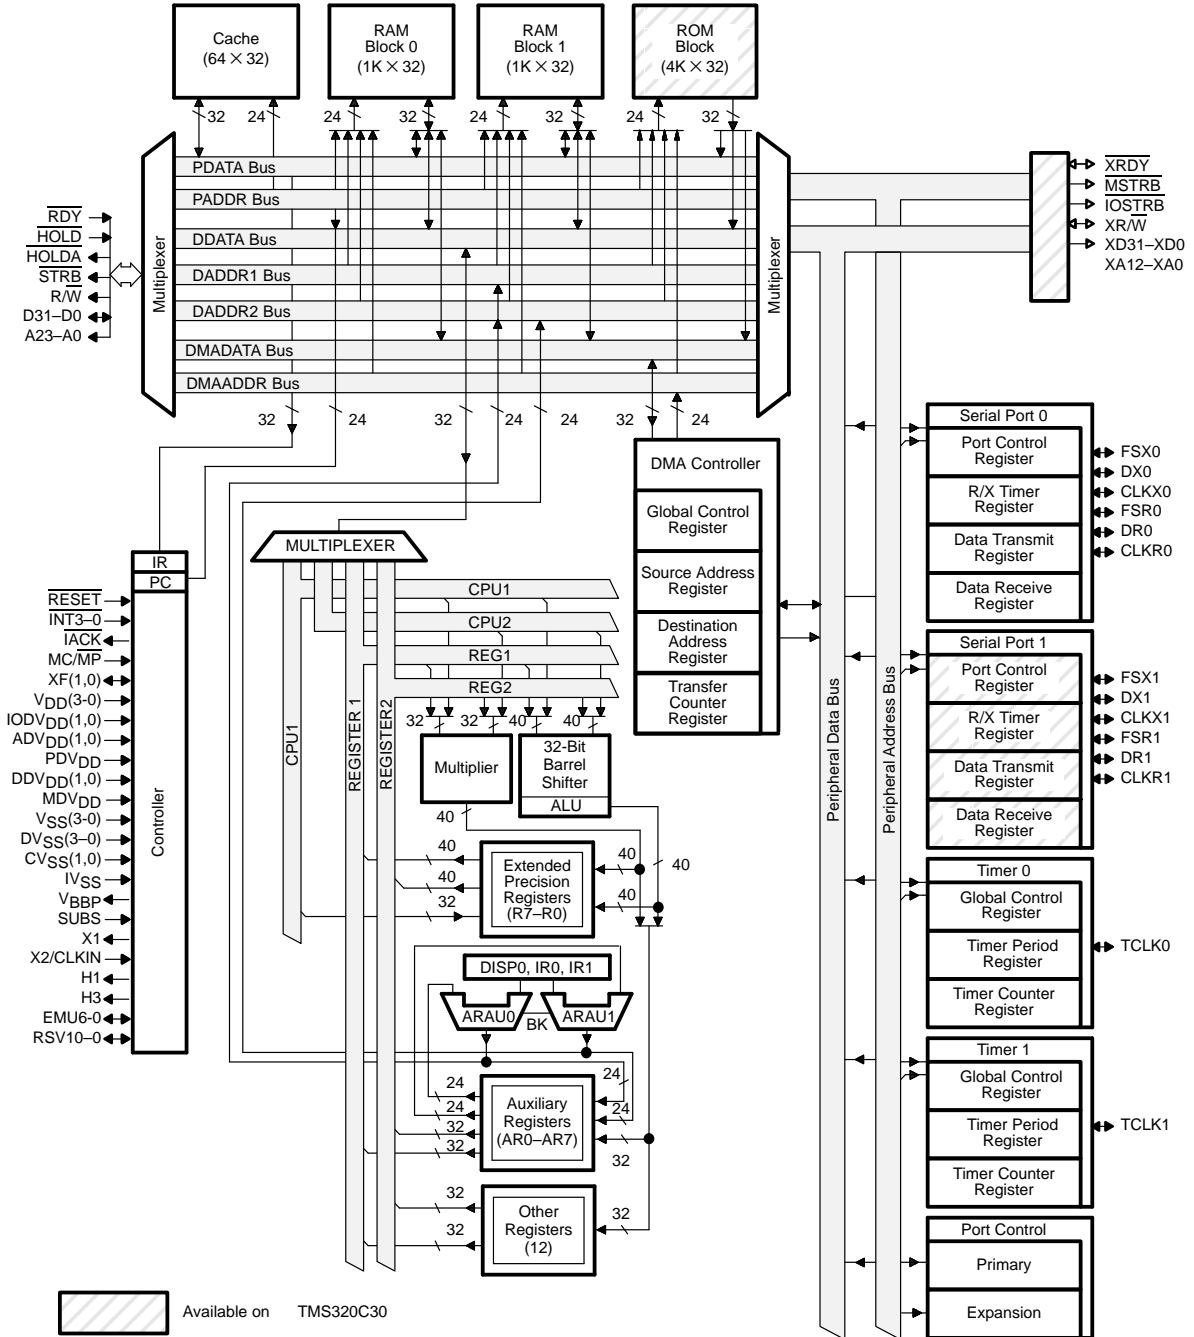 Cache
(64 × 32)
RAM
Block 0
(1K × 32)
RAM
Block 1
(1K × 32)
ROM
Block
(4K × 32)
32
24
24
32
24
32
24
32
PDATA Bus
PADDR Bus
DDATA Bus
DADDR1 Bus
DADDR2 Bus
DMADATA Bus
DMAADDR Bus
Multiplexer
Multiplexer
RDY
HOLD
HOLDA
STRB
R/W
D31–D0
A23–A0
XRDY
MSTRB
IOSTRB
XR/W
XD31–XD0
XA12–XA0
32
24
32
24
24
32
24
DMA Controller
Global Control
Register
Source Address
Register
Destination
Address
Register
Transfer
Counter
Register
IR
PC
Controller
RESET
INT3–0
IACK
MC/MP
XF(1,0)
VDD(3-0)
IODVDD(1,0)
ADVDD(1,0)
PDVDD
DDVDD(1,0)
MDVDD
VSS(3-0)
DVSS(3–0)
CVSS(1,0)
IVSS
VBBP
SUBS
X1
X2/CLKIN
H1
H3
EMU6-0
RSV10–0
MULTIPLEXER
CPU1
CPU2
REG1
REG2
CPU1
REGISTER 1
REGISTER2
32
32
40
40
Multiplier
32-Bit
Barrel
Shifter
ALU
40
40
40
32
Extended
Precision
Registers
(R7–R0)
40
40
40
DISP0, IR0, IR1
ARAU0
BK
ARAU1
24
24
32
32
Auxiliary
Registers
(AR0–AR7)
24
24
32
32
32
Other
Registers
(12)
32
Peripheral Data Bus
Peripheral Address Bus
Serial Port 0
Port Control
Register
R/X Timer
Register
Data Transmit
Register
Data Receive
Register
FSX0
DX0
CLKX0
FSR0
DR0
CLKR0
Serial Port 1
Port Control
Register
R/X Timer
Register
Data Transmit
Register
Data Receive
Register
FSX1
DX1
CLKX1
FSR1
DR1
CLKR1
Timer 0
Global Control
Register
Timer Period
Register
Timer Counter
Register
TCLK0
Timer 1
Global Control
Register
Timer Period
Register
Timer Counter
Register
TCLK1
Port Control
Primary
Expansion
Available on TMS320C30